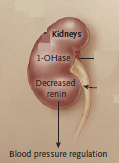 Kidneys
1-OHase
Decreased
renin
Blood pressure regulation